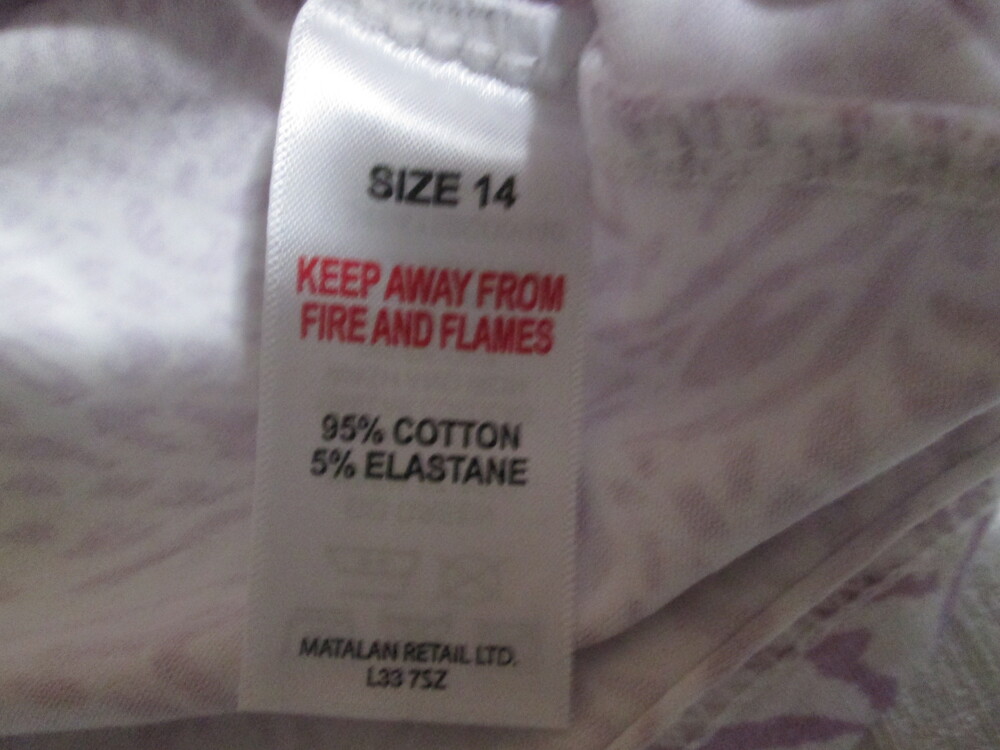 SIZE 14
KEEP AWAY FROM
FIRE AND FLAMES
95% COTTON
5% ELASTANE
MATALAN RETAIL LTD.
L33 7SZ